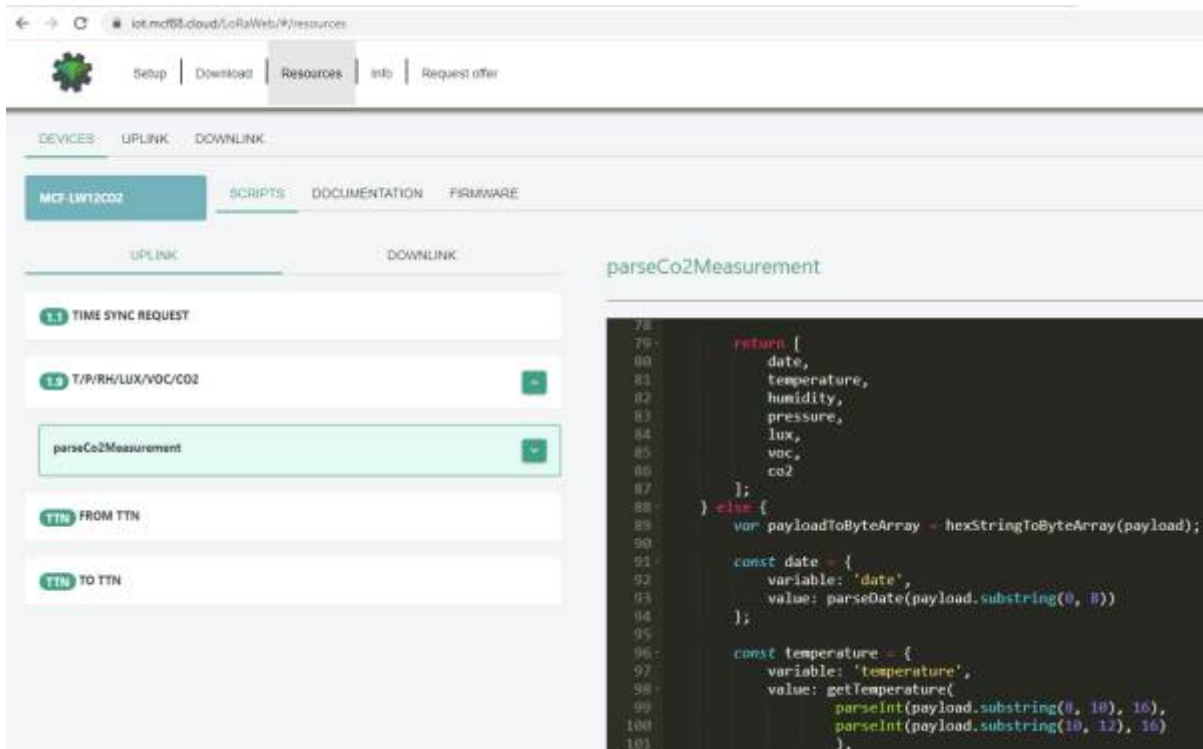 iot.mcf88.cloud/LoRaWeb/#/resources
Setup Download Resources Info Request offer
DEVICES UPLINK DOWNLINK
MCF-LW12CO2 SCRIPTS DOCUMENTATION FIRMWARE
UPLINK DOWNLINK
1.1 TIME SYNC REQUEST
1.9 T/P/RH/LUX/VOC/CO2
parseCo2Measurement
TTN FROM TTN
TTN TO TTN
parseCo2Measurement
78
79 return [
80 date,
81 temperature,
82 humidity,
83 pressure,
84 lux,
85 voc,
86 co2
87 ];
88 } else {
89 var payloadToByteArray = hexStringToByteArray(payload);
90
91 const date = {
92 variable: 'date',
93 value: parseDate(payload.substring(0, 8))
94 };
95
96 const temperature = {
97 variable: 'temperature',
98 value: getTemperature(
99 parseInt(payload.substring(8, 10), 16),
100 parseInt(payload.substring(10, 12), 16)
101 ),